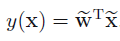 y(𝐱) = 𝐰̃ᵀ𝐱̃